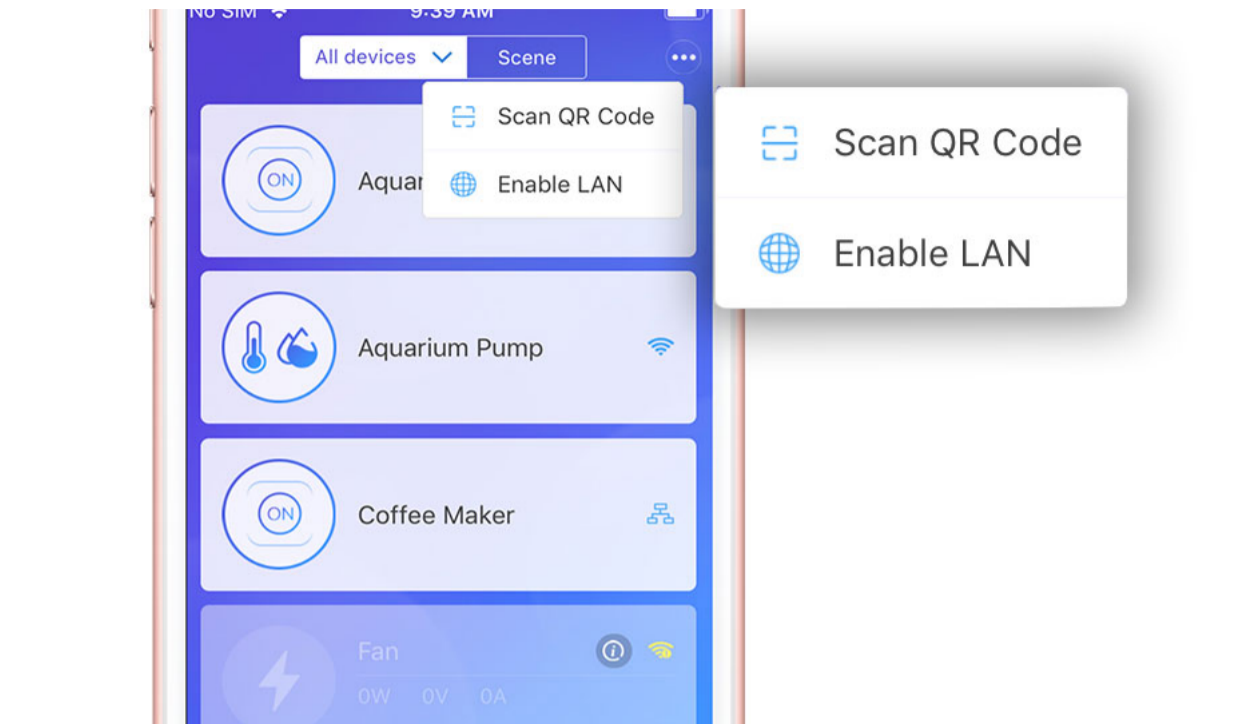 No SIM 9:39 AM
All devices Scene
Scan QR Code
Enable LAN
ON Aquar
Aquarium Pump
ON Coffee Maker
Fan
0W 0V 0A
Scan QR Code
Enable LAN